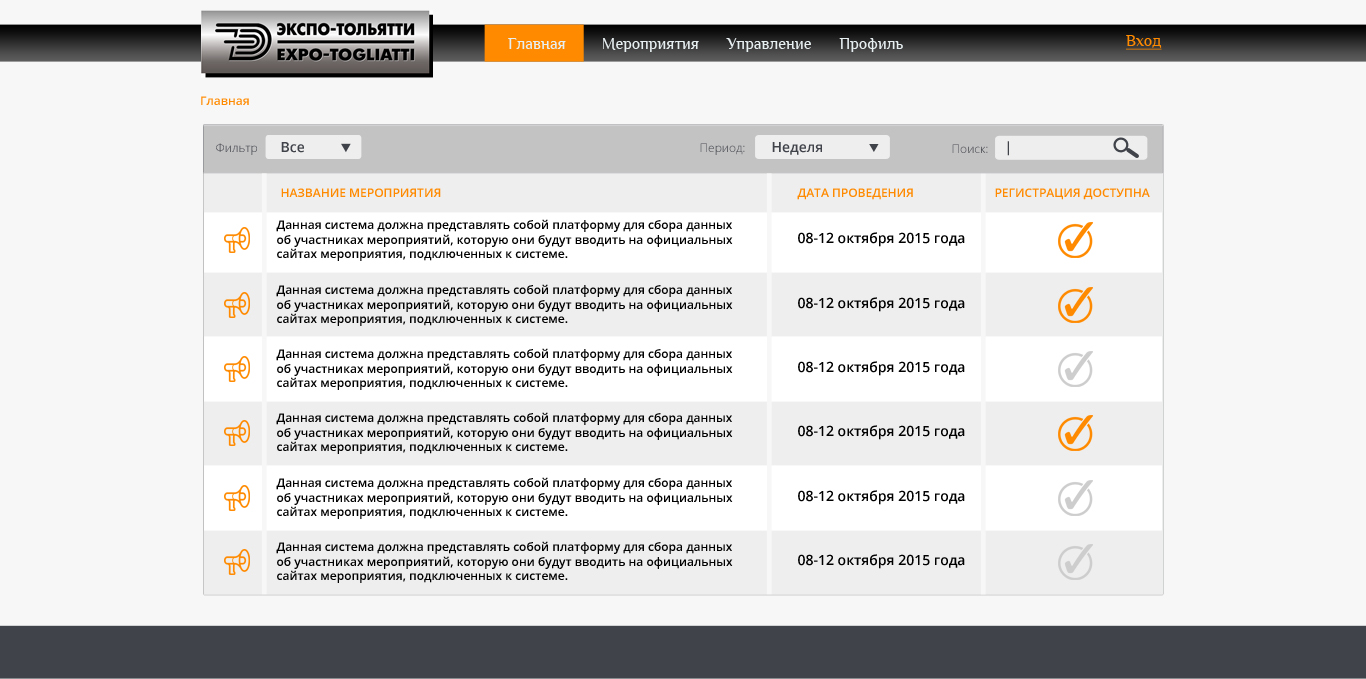 ЭКСПО-ТОЛЬЯТТИ
EXPO-TOGLIATTI
Главная Мероприятия Управление Профиль Вход
Главная
Фильтр Все Период: Неделя Поиск:
НАЗВАНИЕ МЕРОПРИЯТИЯ ДАТА ПРОВЕДЕНИЯ РЕГИСТРАЦИЯ ДОСТУПНА
Данная система должна представлять собой платформу для сбора данных
об участниках мероприятий, которую они будут вводить на официальных
сайтах мероприятия, подключенных к системе.
08-12 октября 2015 года
Данная система должна представлять собой платформу для сбора данных
об участниках мероприятий, которую они будут вводить на официальных
сайтах мероприятия, подключенных к системе.
08-12 октября 2015 года
Данная система должна представлять собой платформу для сбора данных
об участниках мероприятий, которую они будут вводить на официальных
сайтах мероприятия, подключенных к системе.
08-12 октября 2015 года
Данная система должна представлять собой платформу для сбора данных
об участниках мероприятий, которую они будут вводить на официальных
сайтах мероприятия, подключенных к системе.
08-12 октября 2015 года
Данная система должна представлять собой платформу для сбора данных
об участниках мероприятий, которую они будут вводить на официальных
сайтах мероприятия, подключенных к системе.
08-12 октября 2015 года
Данная система должна представлять собой платформу для сбора данных
об участниках мероприятий, которую они будут вводить на официальных
сайтах мероприятия, подключенных к системе.
08-12 октября 2015 года